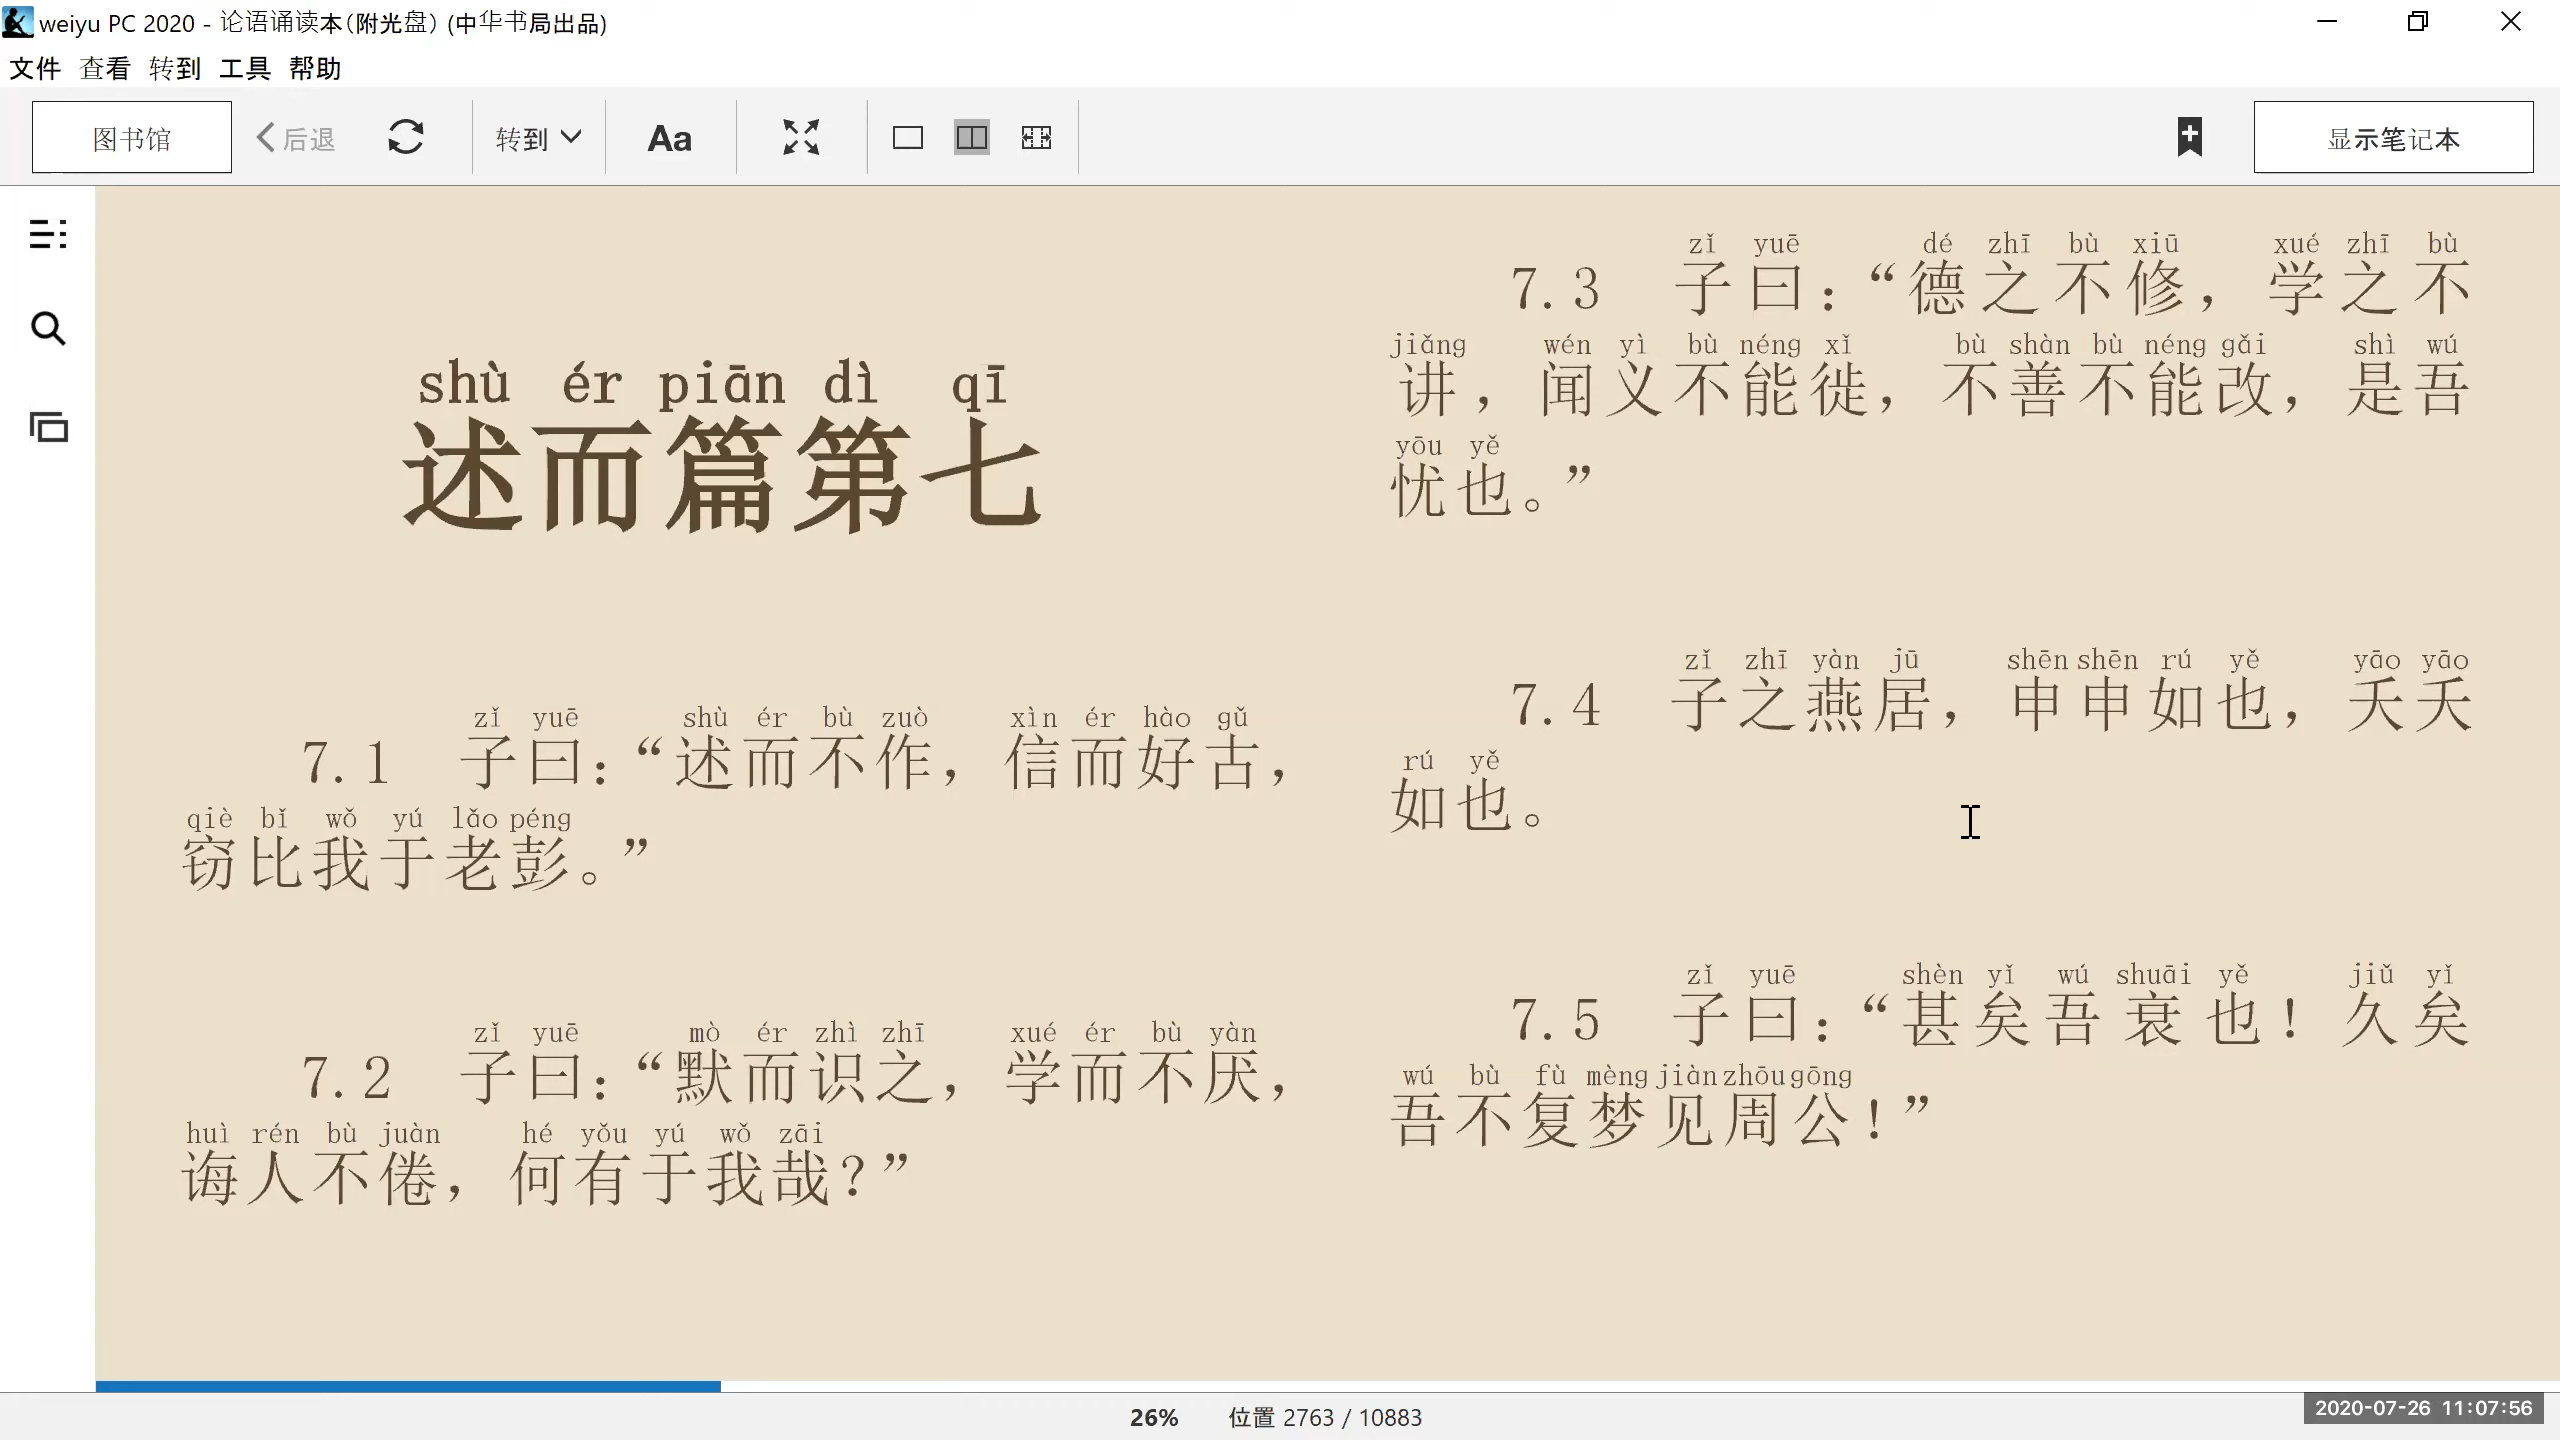 weiyu PC 2020 - 论语诵读本(附光盘) (中华书局出品)
文件 查看 转到 工具 帮助
图书馆 后退 转到 Aa 显示笔记本
shù ér piān dì qī
述而篇第七
zǐ yuē shù ér bù zuò xìn ér hào gǔ
7.1 子曰：“述而不作，信而好古，
qiè bǐ wǒ yú lǎo péng
窃比我于老彭。”
zǐ yuē mò ér zhì zhī xué ér bù yàn
7.2 子曰：“默而识之，学而不厌，
huì rén bù juàn hé yǒu yú wǒ zāi
诲人不倦，何有于我哉？”
zǐ yuē dé zhī bù xiū xué zhī bù
7.3 子曰：“德之不修，学之不
jiǎng wén yì bù néng xǐ bù shàn bù néng gǎi shì wú
讲，闻义不能徙，不善不能改，是吾
yōu yě
忧也。”
zǐ zhī yàn jū shēn shēn rú yě yāo yāo
7.4 子之燕居，申申如也，夭夭
rú yě
如也。
zǐ yuē shèn yǐ wú shuāi yě jiǔ yǐ
7.5 子曰：“甚矣吾衰也！久矣
wú bù fù mèng jiàn zhōu gōng
吾不复梦见周公！”
26% 位置 2763 / 10883
2020-07-26 11:07:56